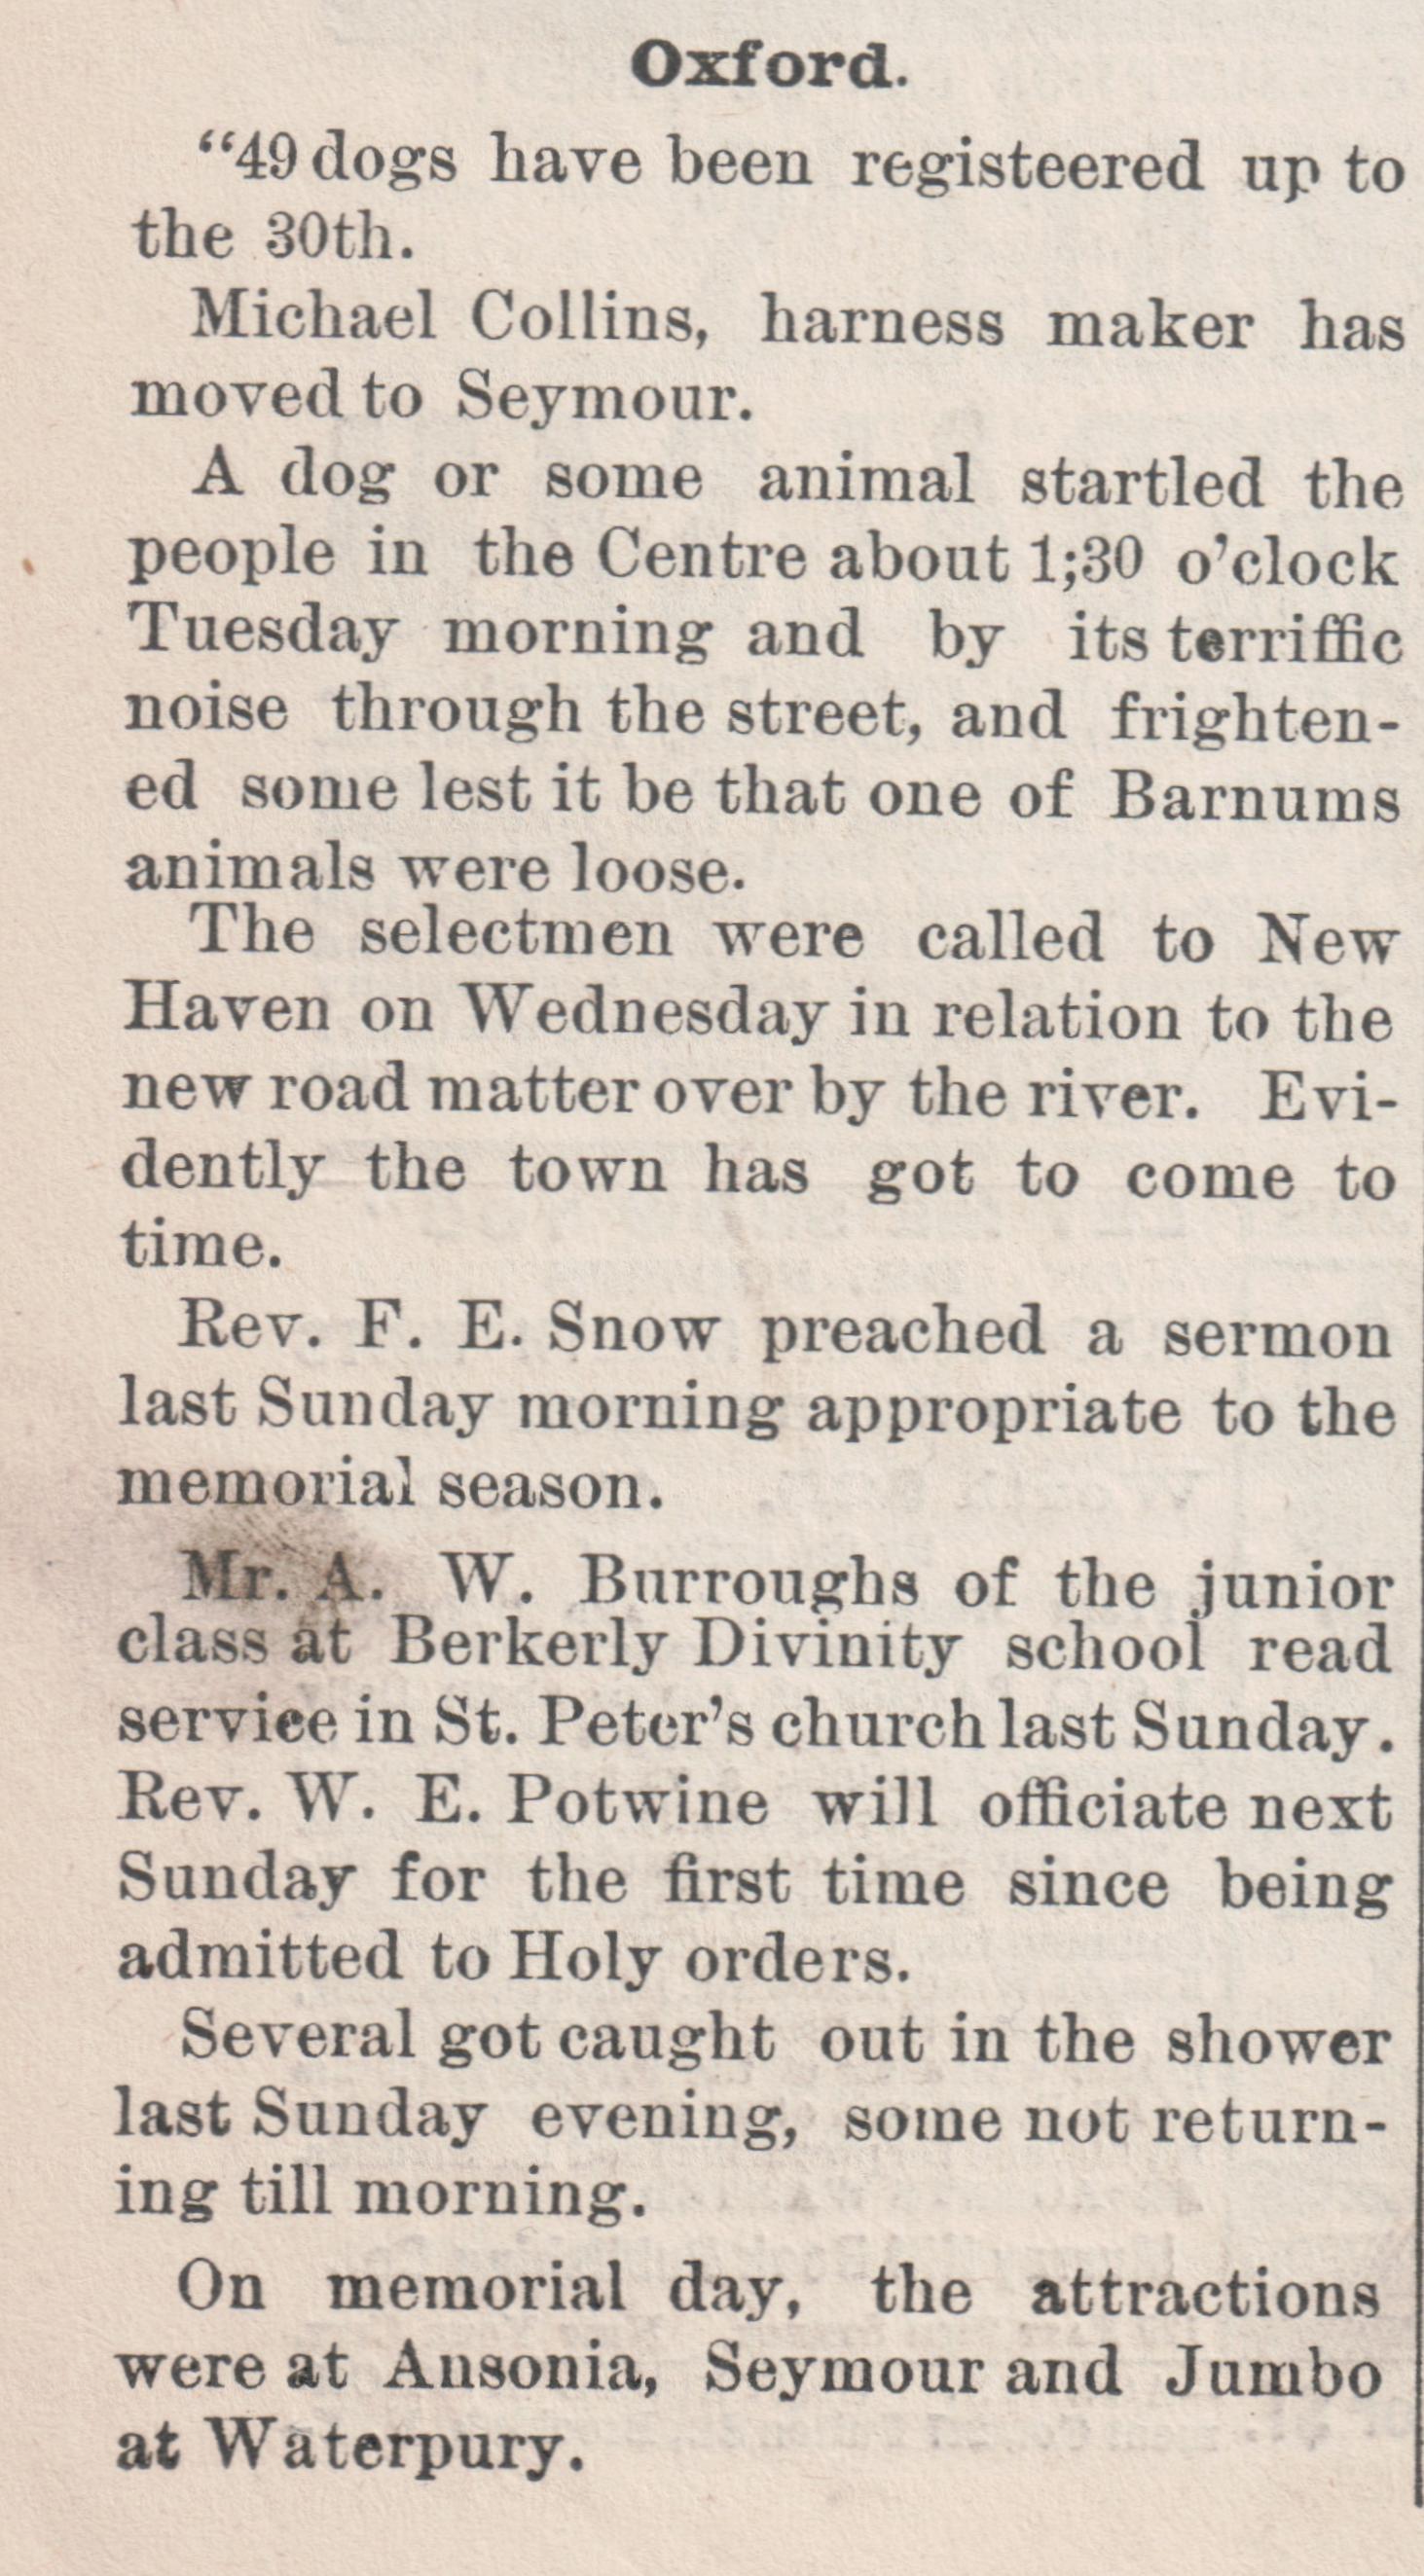 Oxford.
“49 dogs have been registeered up to
the 30th.
Michael Collins, harness maker has
moved to Seymour.
A dog or some animal startled the
people in the Centre about 1;30 o’clock
Tuesday morning and by its terriffic
noise through the street, and frighten-
ed some lest it be that one of Barnums
animals were loose.
The selectmen were called to New
Haven on Wednesday in relation to the
new road matter over by the river. Evi-
dently the town has got to come to
time.
Rev. F. E. Snow preached a sermon
last Sunday morning appropriate to the
memorial season.
Mr. A. W. Burroughs of the junior
class at Berkerly Divinity school read
service in St. Peter’s church last Sunday.
Rev. W. E. Potwine will officiate next
Sunday for the first time since being
admitted to Holy orders.
Several got caught out in the shower
last Sunday evening, some not return-
ing till morning.
On memorial day, the attractions
were at Ansonia, Seymour and Jumbo
at Waterpury.